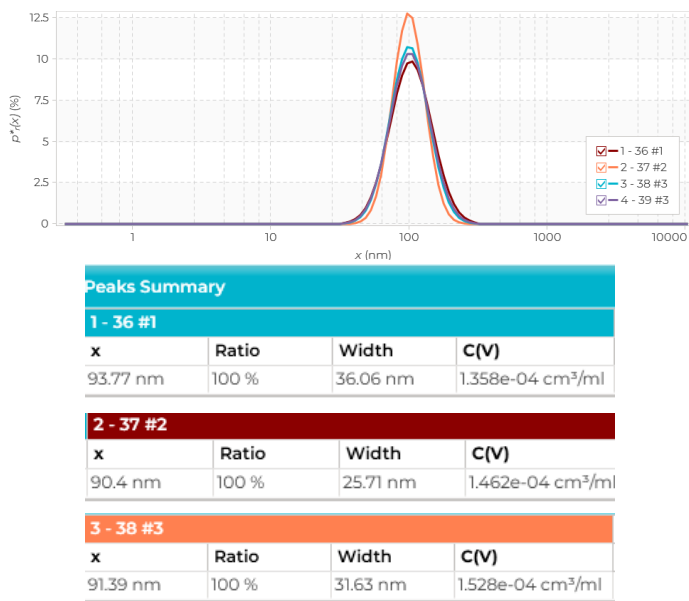 12.5
10
7.5
5
2.5
0
p*ᵣ(x) (%)
1 - 36 #1
2 - 37 #2
3 - 38 #3
4 - 39 #3
1 10 100 1000 10000
x (nm)
Peaks Summary
1 - 36 #1
x Ratio Width C(V)
93.77 nm 100 % 36.06 nm 1.358e-04 cm³/ml
2 - 37 #2
x Ratio Width C(V)
90.4 nm 100 % 25.71 nm 1.462e-04 cm³/ml
3 - 38 #3
x Ratio Width C(V)
91.39 nm 100 % 31.63 nm 1.528e-04 cm³/ml